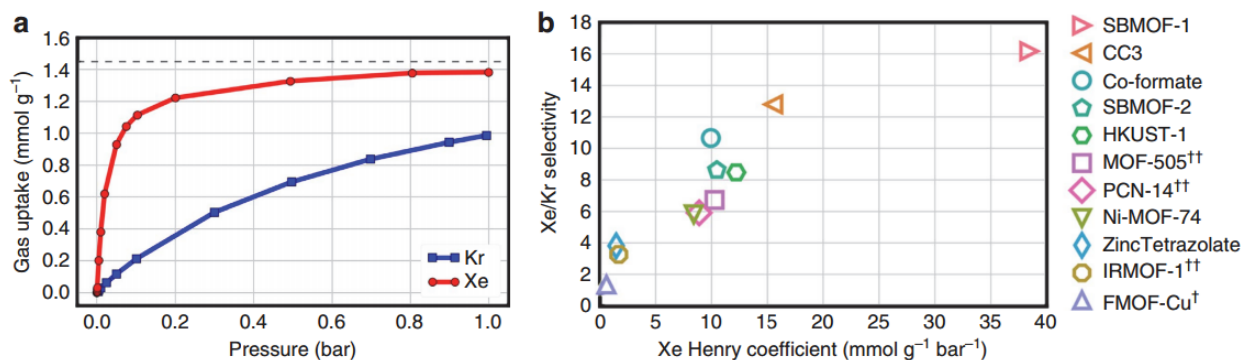 a
1.6
1.4
1.2
1.0
0.8
0.6
0.4
0.2
0.0
Gas uptake (mmol g⁻¹)
Kr
Xe
0.0 0.2 0.4 0.6 0.8 1.0
Pressure (bar)
b
16
14
12
10
8
6
4
2
0
Xe/Kr selectivity
0 5 10 15 20 25 30 35 40
Xe Henry coefficient (mmol g⁻¹ bar⁻¹)
SBMOF-1
CC3
Co-formate
SBMOF-2
HKUST-1
MOF-505††
PCN-14††
Ni-MOF-74
ZincTetrazolate
IRMOF-1††
FMOF-Cu†